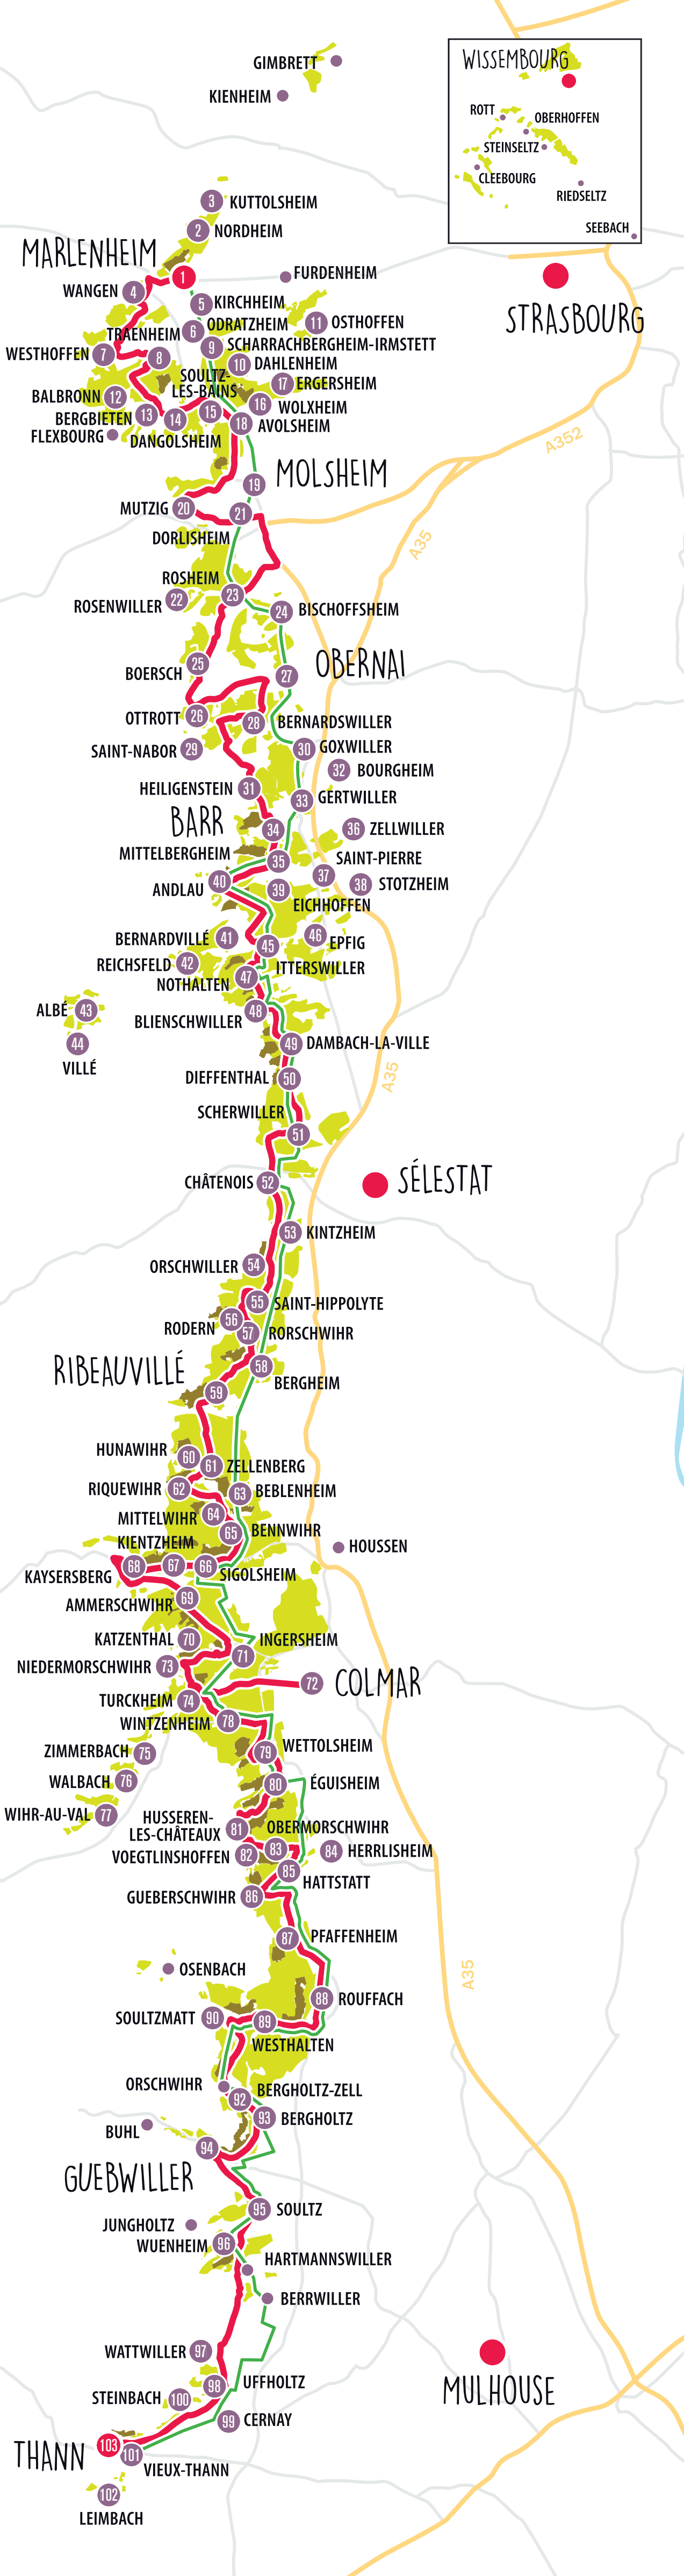 GIMBRETT
KIENHEIM
WISSEMBOURG
ROTT
OBERHOFFEN
STEINSELTZ
CLEEBOURG
RIEDSELTZ
SEEBACH
3 KUTTOLSHEIM
2 NORDHEIM
MARLENHEIM
1
FURDENHEIM
STRASBOURG
WANGEN 4
5 KIRCHHEIM
TRAENHEIM
6 ODRATZHEIM
11 OSTHOFFEN
WESTHOFFEN 7
8
9 SCHARRACHBERGHEIM-IRMSTETT
10 DAHLENHEIM
SOULTZ-
LES-BAINS
17 ERGERSHEIM
BALBRONN 12
BERGBIETEN 13
14
15
16 WOLXHEIM
FLEXBOURG
DANGOLSHEIM
18 AVOLSHEIM
A352
MOLSHEIM
19
MUTZIG 20
21
DORLISHEIM
A35
ROSHEIM
ROSENWILLER 22
23
24 BISCHOFFSHEIM
OBERNAI
BOERSCH 25
27
OTTROTT 26
28 BERNARDSWILLER
SAINT-NABOR 29
30 GOXWILLER
32 BOURGHEIM
HEILIGENSTEIN 31
33 GERTWILLER
BARR
34
36 ZELLWILLER
MITTELBERGHEIM
35
SAINT-PIERRE
37
ANDLAU 40
39
38 STOTZHEIM
EICHHOFFEN
BERNARDVILLÉ 41
45
46 EPFIG
REICHSFELD 42
ITTERSWILLER
NOTHALTEN 47
ALBÉ 43
BLIENSCHWILLER 48
44
VILLÉ
49 DAMBACH-LA-VILLE
DIEFFENTHAL 50
A35
SCHERWILLER
51
CHÂTENOIS 52
SÉLESTAT
53 KINTZHEIM
ORSCHWILLER 54
55 SAINT-HIPPOLYTE
RODERN 56
57 RORSCHWIHR
RIBEAUVILLÉ
58
BERGHEIM
59
HUNAWIHR 60
61 ZELLENBERG
RIQUEWIHR 62
63 BEBLENHEIM
MITTELWIHR 64
65 BENNWIHR
KIENTZHEIM
HOUSSEN
KAYSERSBERG 68
67
66 SIGOLSHEIM
AMMERSCHWIHR 69
KATZENTHAL 70
INGERSHEIM
71
NIEDERMORSCHWIHR 73
72 COLMAR
TURCKHEIM 74
WINTZENHEIM 78
ZIMMERBACH 75
79 WETTOLSHEIM
WALBACH 76
80 ÉGUISHEIM
WIHR-AU-VAL 77
HUSSEREN-
LES-CHÂTEAUX 81
OBERMORSCHWIHR
VOEGTLINSHOFFEN 82
83
84 HERRLISHEIM
85
HATTSTATT
GUEBERSCHWIHR 86
87 PFAFFENHEIM
OSENBACH
A35
88 ROUFFACH
SOULTZMATT 90
89
WESTHALTEN
ORSCHWIHR
92 BERGHOLTZ-ZELL
93 BERGHOLTZ
BUHL
94
GUEBWILLER
95 SOULTZ
JUNGHOLTZ
WUENHEIM 96
HARTMANNSWILLER
BERRWILLER
WATTWILLER 97
MULHOUSE
98 UFFHOLTZ
STEINBACH 100
99 CERNAY
THANN
103
101
VIEUX-THANN
102
LEIMBACH